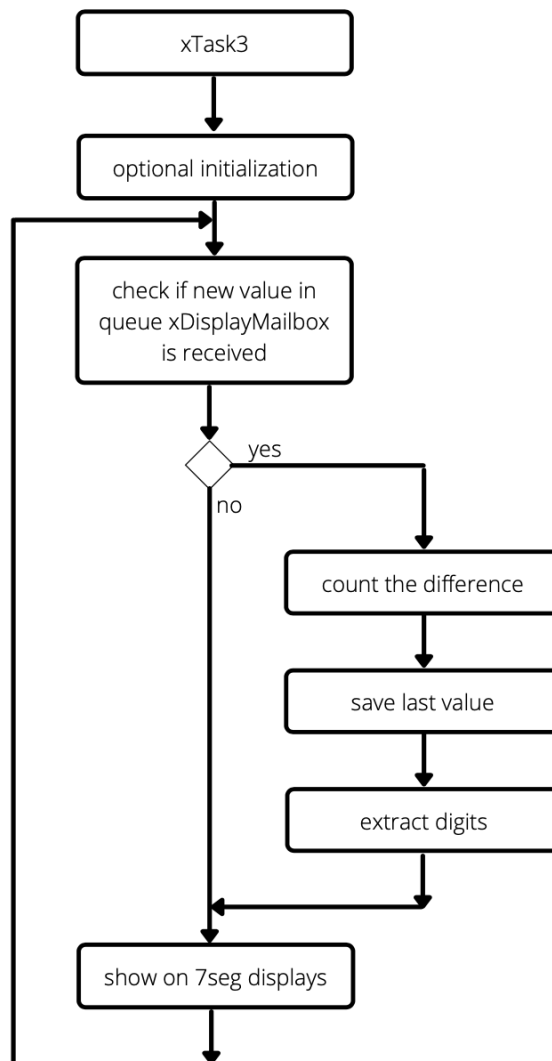 xTask3
optional initialization
check if new value in
queue xDisplayMailbox
is received
yes
no
count the difference
save last value
extract digits
show on 7seg displays